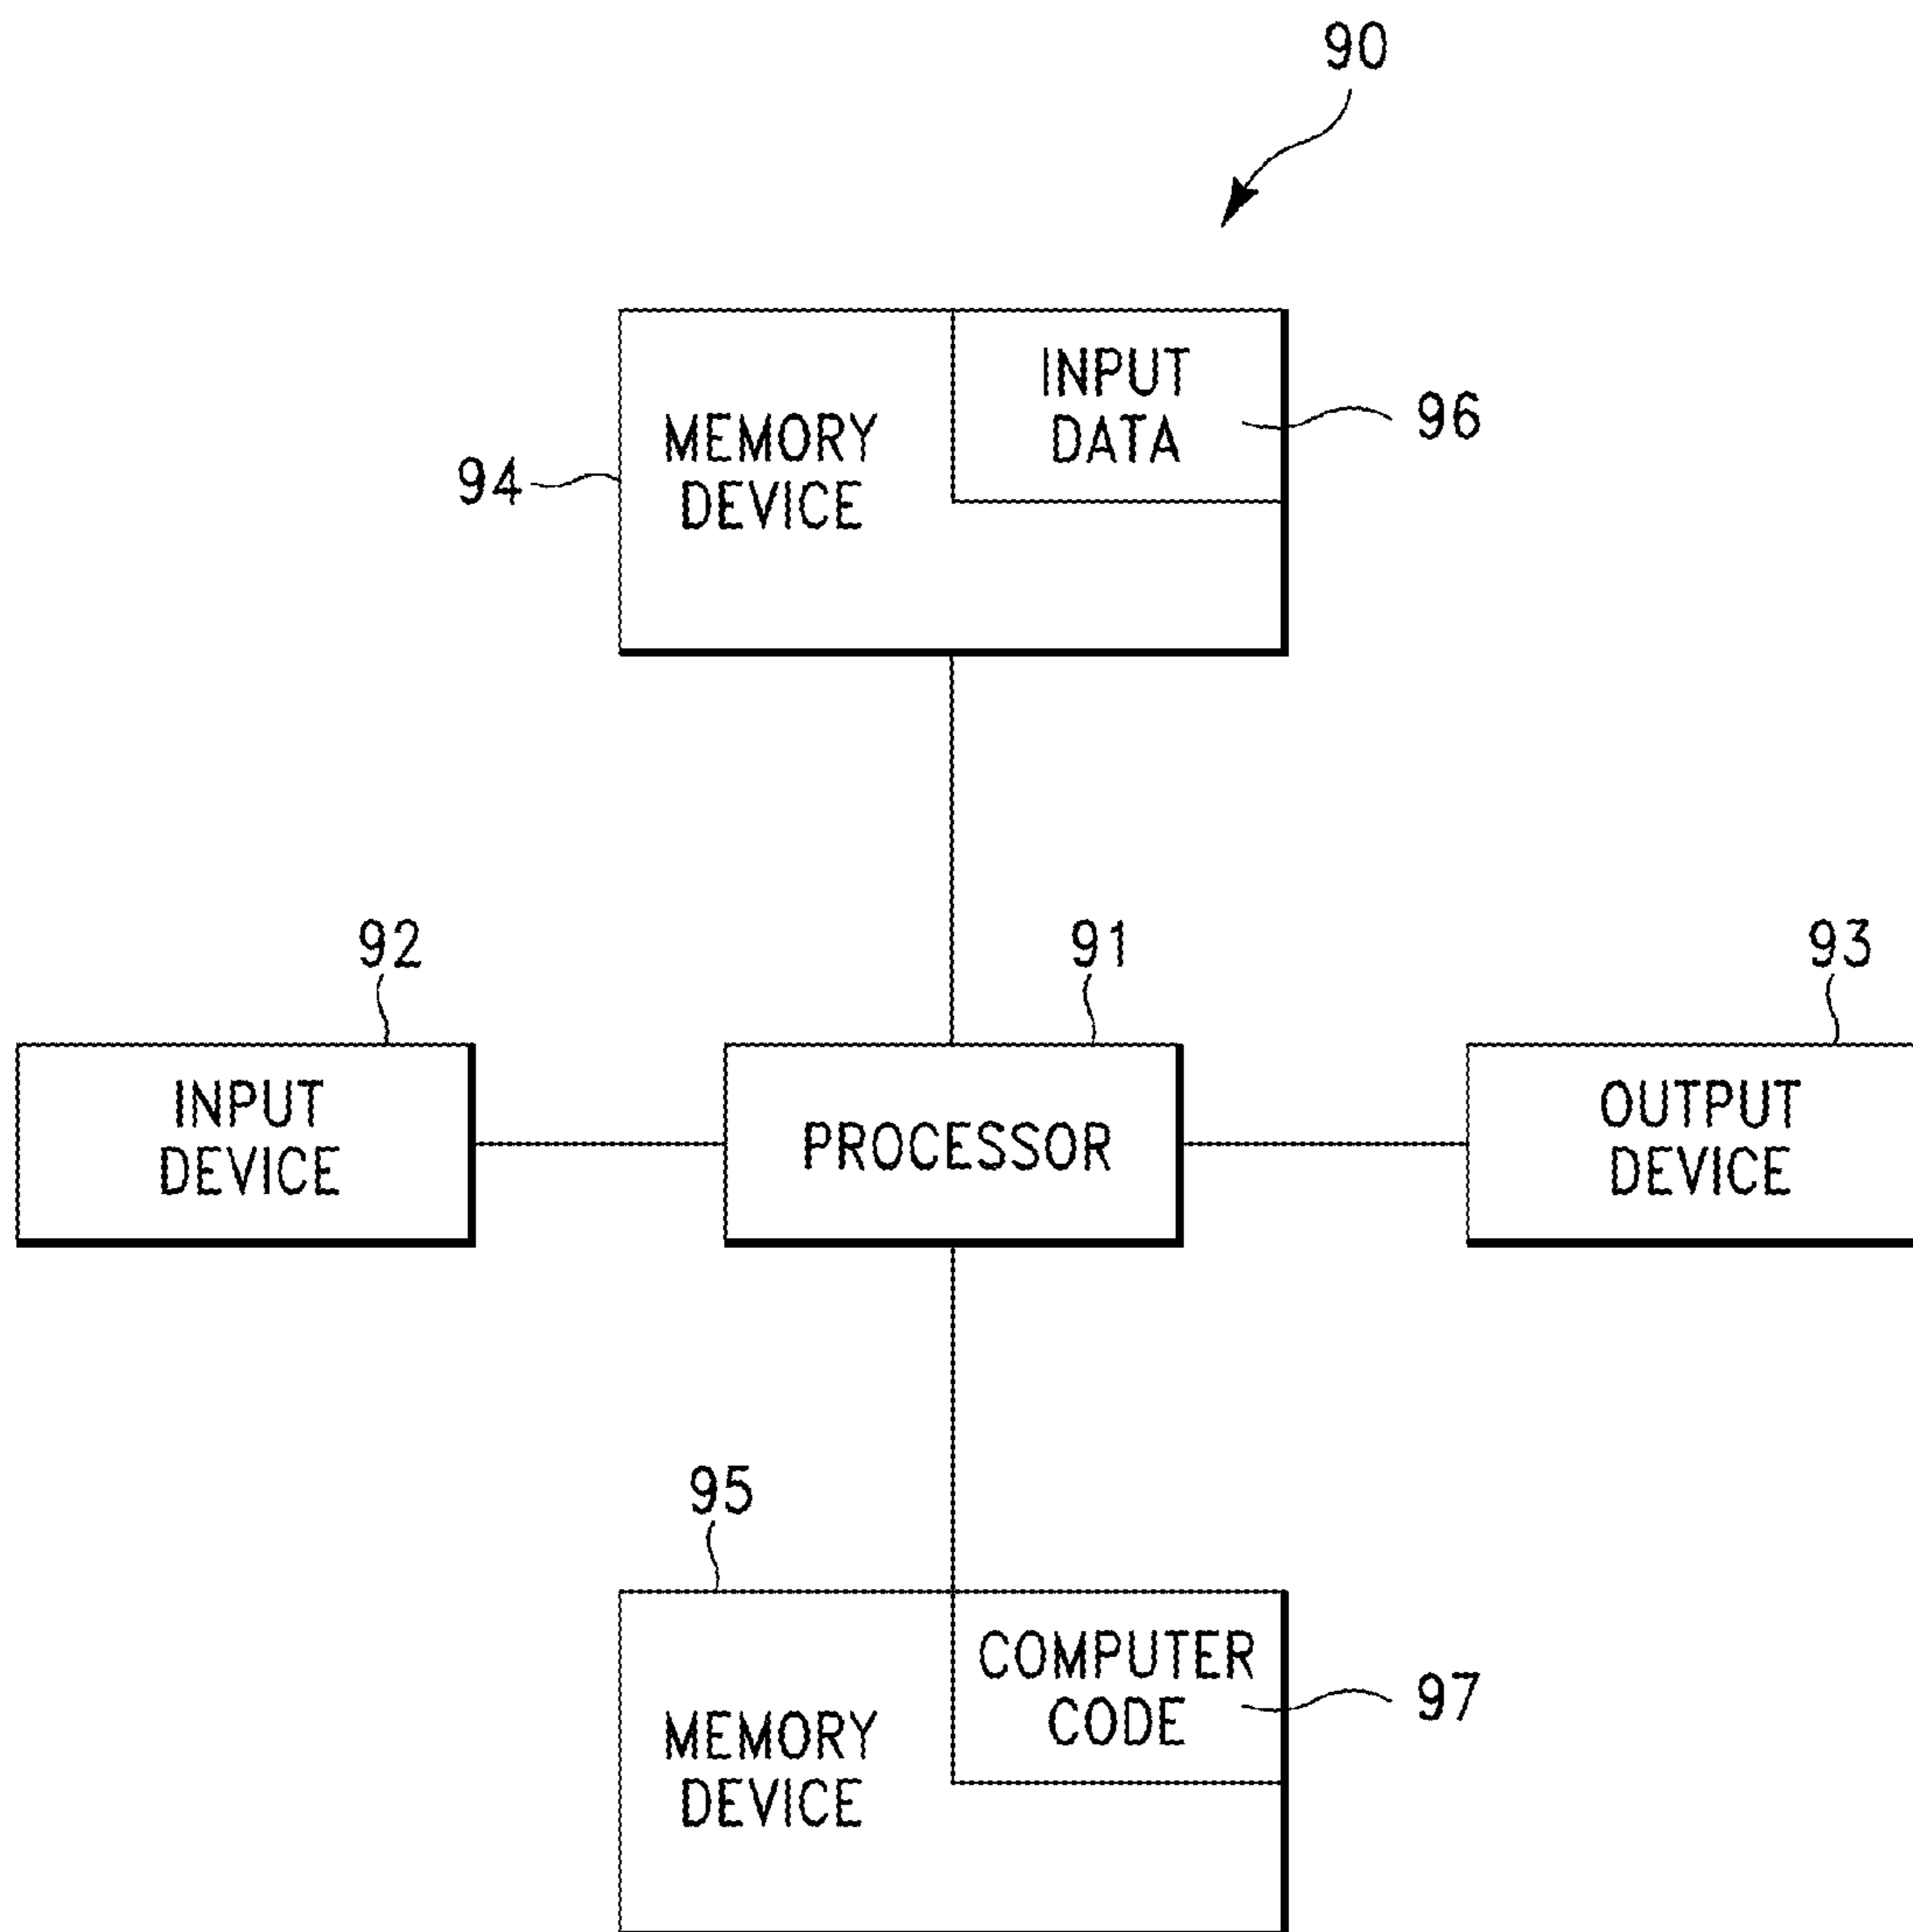 90
INPUT
DATA
96
MEMORY
DEVICE
94
92
91
93
INPUT
DEVICE
PROCESSOR
OUTPUT
DEVICE
95
COMPUTER
CODE
97
MEMORY
DEVICE